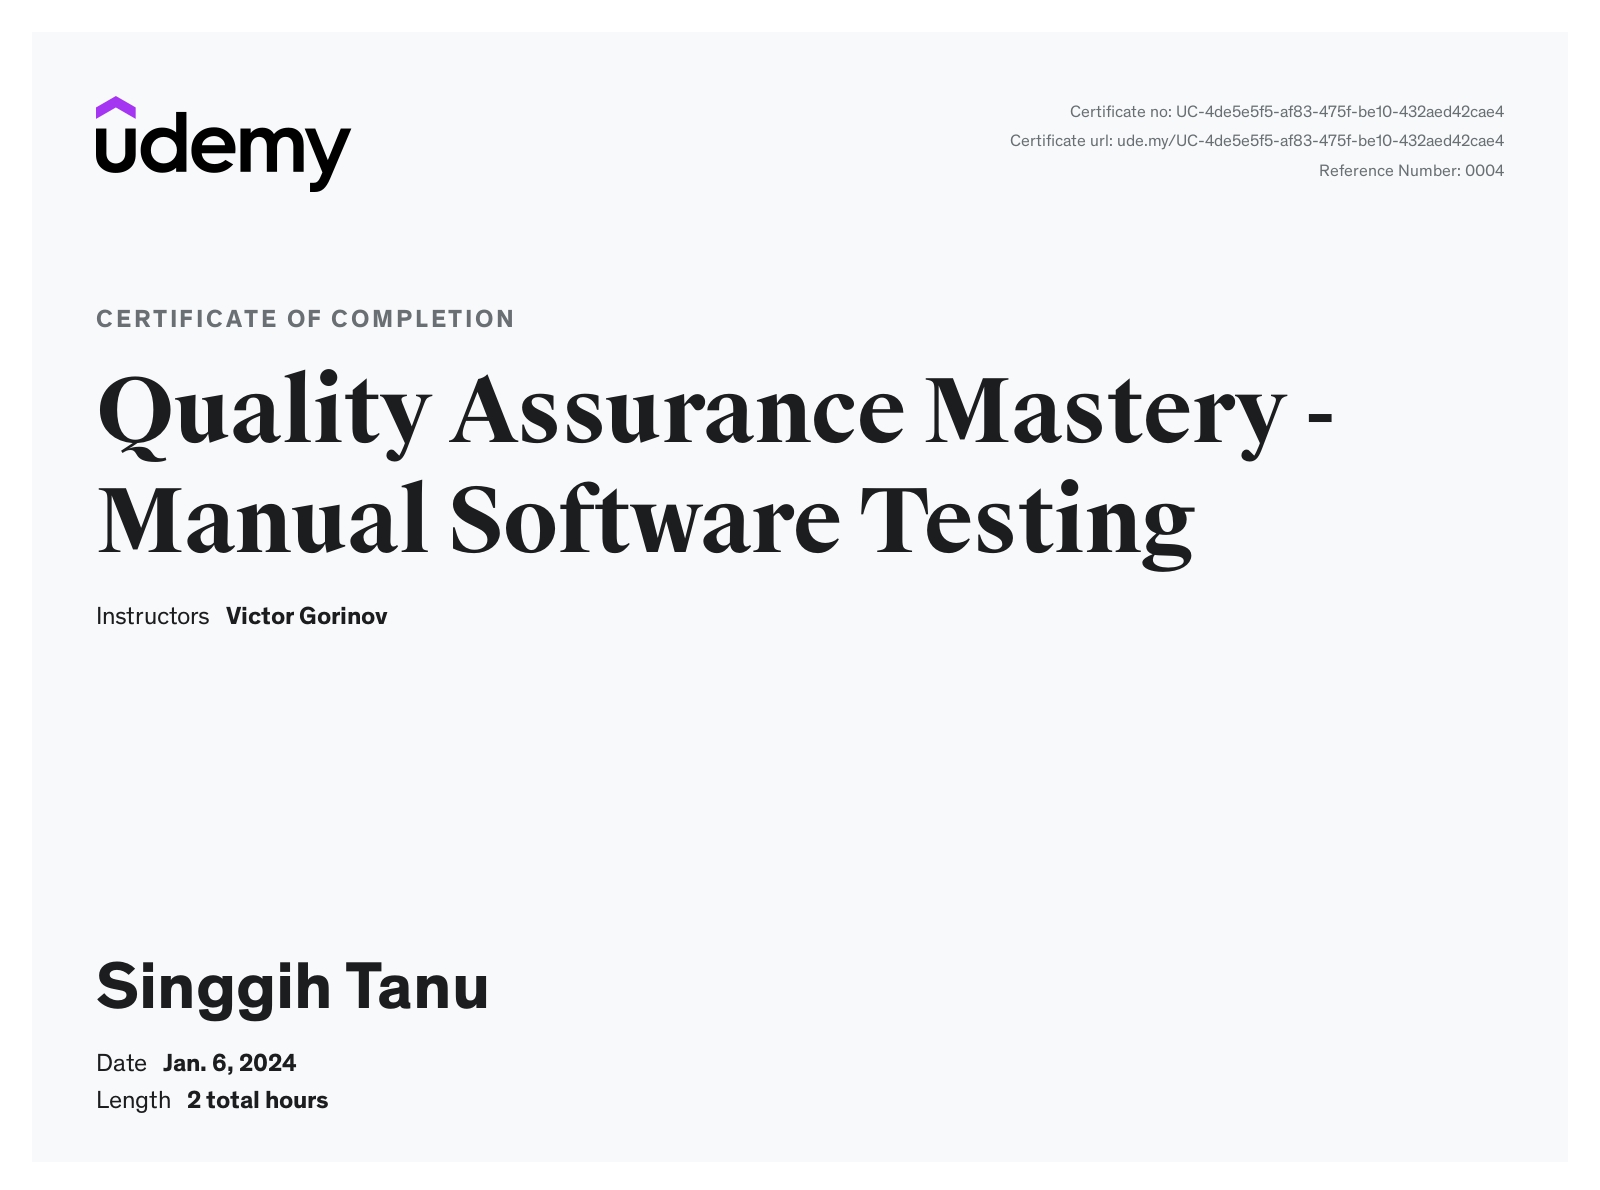 udemy
Certificate no: UC-4de5e5f5-af83-475f-be10-432aed42cae4
Certificate url: ude.my/UC-4de5e5f5-af83-475f-be10-432aed42cae4
Reference Number: 0004
CERTIFICATE OF COMPLETION
Quality Assurance Mastery -
Manual Software Testing
Instructors Victor Gorinov
Singgih Tanu
Date Jan. 6, 2024
Length 2 total hours